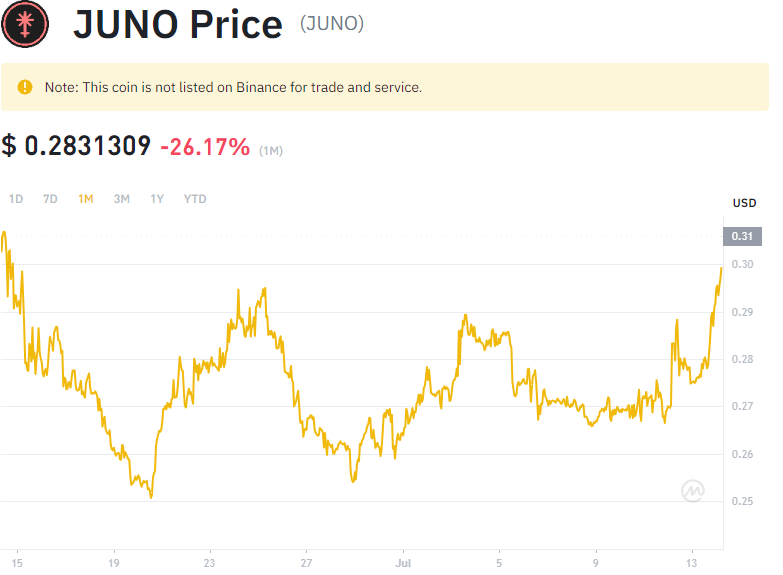 JUNO Price (JUNO)
Note: This coin is not listed on Binance for trade and service.
$ 0.2831309 -26.17% (1M)
1D 7D 1M 3M 1Y YTD
USD
0.31
0.30
0.29
0.28
0.27
0.26
0.25
15 19 23 27 Jul 5 9 13